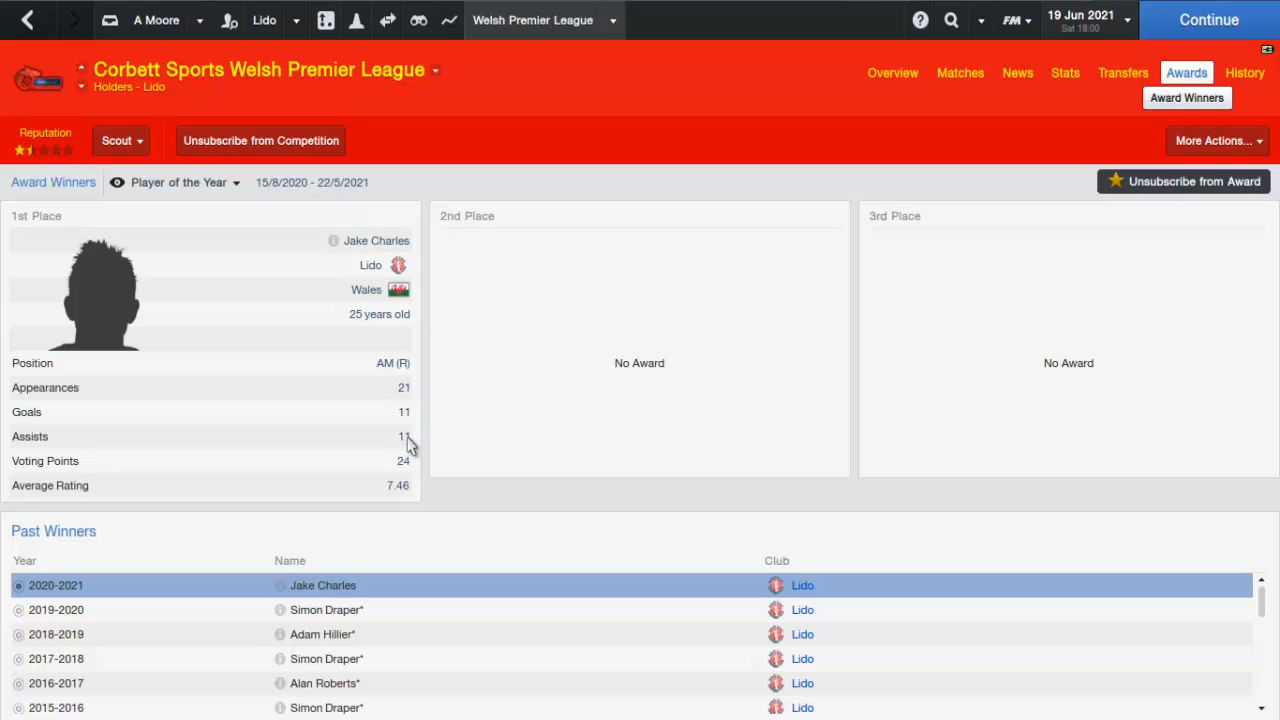 A Moore
Lido
Welsh Premier League
FM
19 Jun 2021
Sat 18:00
Continue
Corbett Sports Welsh Premier League
Holders - Lido
Overview
Matches
News
Stats
Transfers
Awards
History
Award Winners
Reputation
Scout
Unsubscribe from Competition
More Actions...
Award Winners
Player of the Year
15/8/2020 - 22/5/2021
Unsubscribe from Award
1st Place
Jake Charles
Lido
Wales
25 years old
Position AM (R)
Appearances 21
Goals 11
Assists 11
Voting Points 24
Average Rating 7.46
2nd Place
No Award
3rd Place
No Award
Past Winners
Year Name Club
2020-2021 Jake Charles Lido
2019-2020 Simon Draper* Lido
2018-2019 Adam Hillier* Lido
2017-2018 Simon Draper* Lido
2016-2017 Alan Roberts* Lido
2015-2016 Simon Draper* Lido